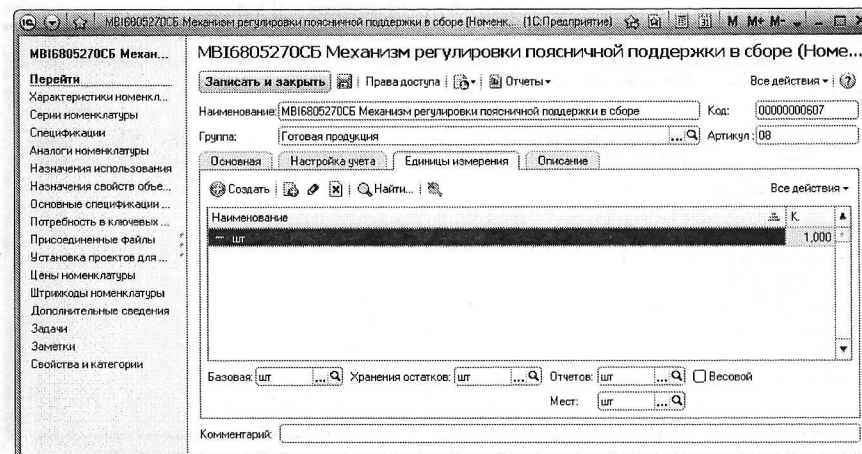 МВI6805270СБ Механизм регулировки поясничной поддержки в сборе (Номенк... (1С:Предприятие) M M+ M-
МВI6805270СБ Механ...
Перейти
Характеристики номенкл...
Серии номенклатуры
Спецификации
Аналоги номенклатуры
Назначения использования
Назначения свойств объе...
Основные спецификации ...
Потребность в ключевых ...
Присоединенные файлы
Установка проектов для ...
Цены номенклатуры
Штрихкоды номенклатуры
Дополнительные сведения
Задачи
Заметки
Свойства и категории
МВI6805270СБ Механизм регулировки поясничной поддержки в сборе (Номе...
Записать и закрыть Права доступа Отчеты Все действия
Наименование: МВI6805270СБ Механизм регулировки поясничной поддержки в сборе Код: 00000000607
Группа: Готовая продукция ... Артикул: 08
Основная Настройка учета Единицы измерения Описание
Создать Найти... Все действия
Наименование К.
шт 1,000
Базовая: шт ... Хранения остатков: шт ... Отчетов: шт ... Весовой
Мест: шт ...
Комментарий: